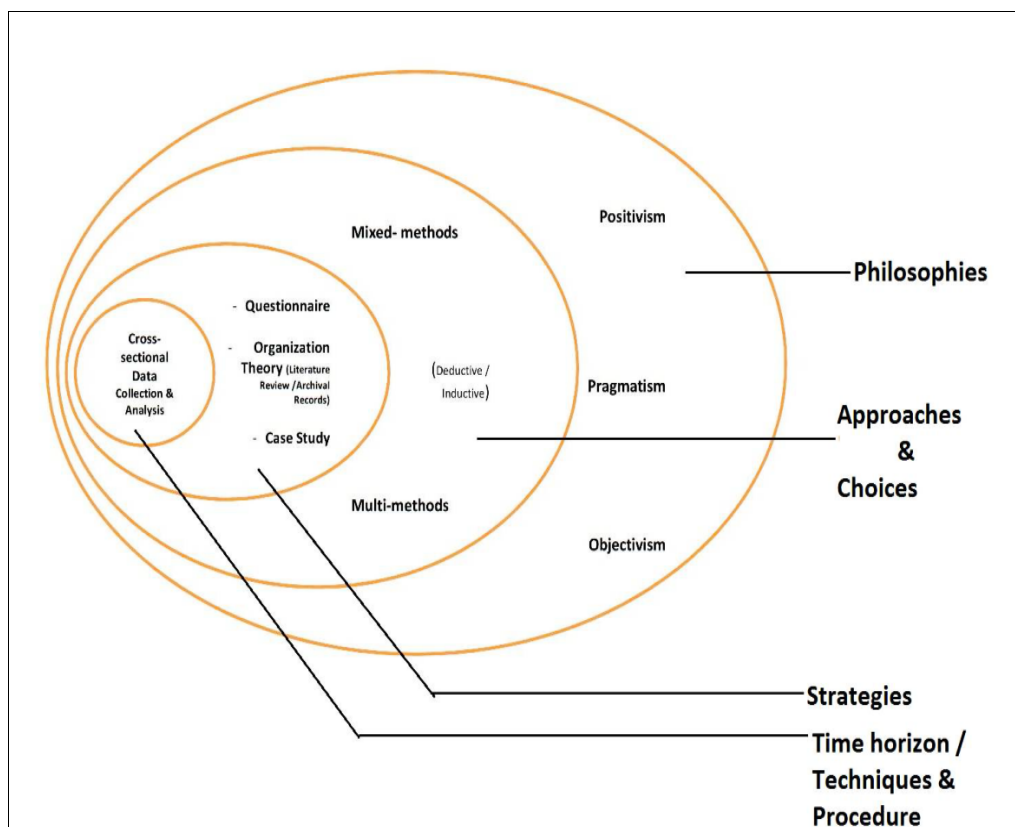 Positivism
Mixed- methods
Philosophies
- Questionnaire
Cross-
sectional
Data
Collection &
Analysis
- Organization
Theory (Literature
Review /Archival
Records)
(Deductive /
Inductive)
Pragmatism
Approaches
&
Choices
- Case Study
Multi-methods
Objectivism
Strategies
Time horizon /
Techniques &
Procedure